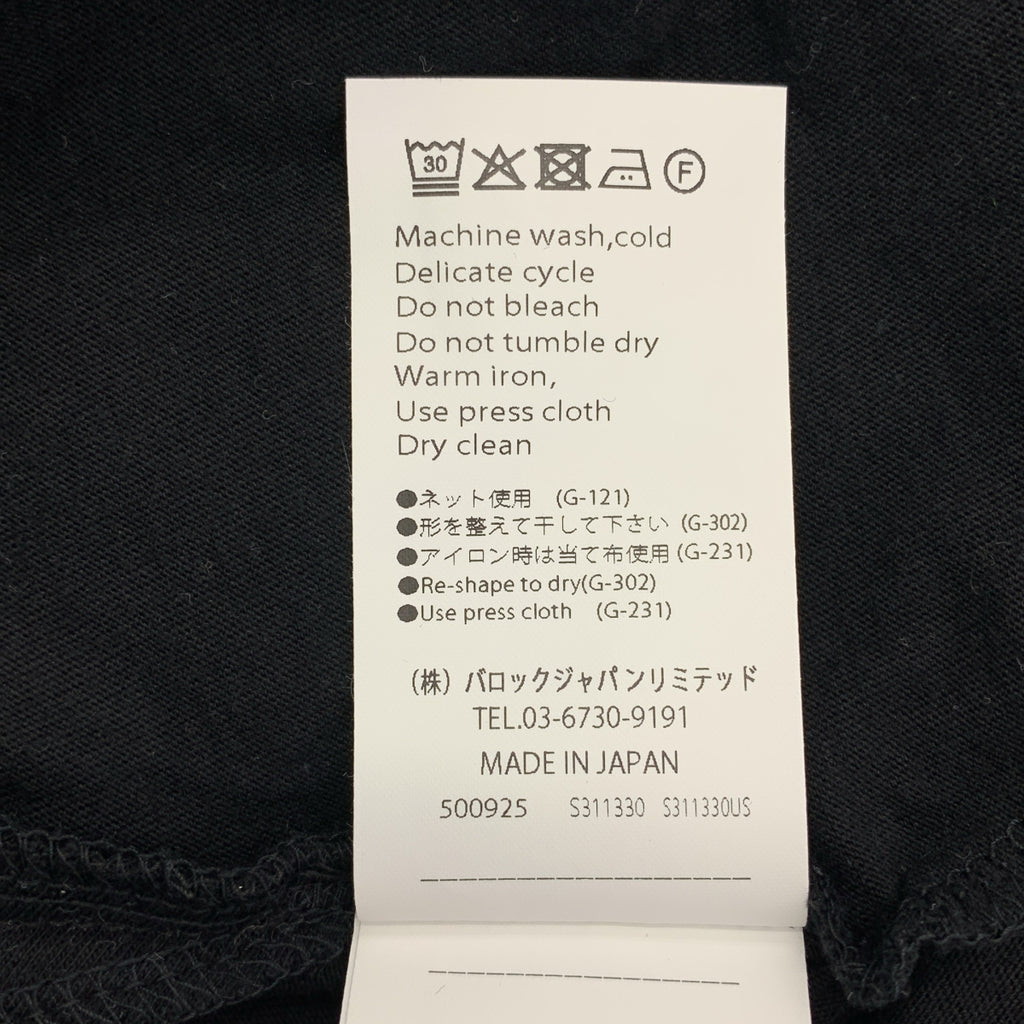 30 F
Machine wash,cold
Delicate cycle
Do not bleach
Do not tumble dry
Warm iron,
Use press cloth
Dry clean
●ネット使用 (G-121)
●形を整えて干して下さい (G-302)
●アイロン時は当て布使用 (G-231)
●Re-shape to dry(G-302)
●Use press cloth (G-231)
(株) バロックジャパンリミテッド
TEL.03-6730-9191
MADE IN JAPAN
500925 S311330 S311330US